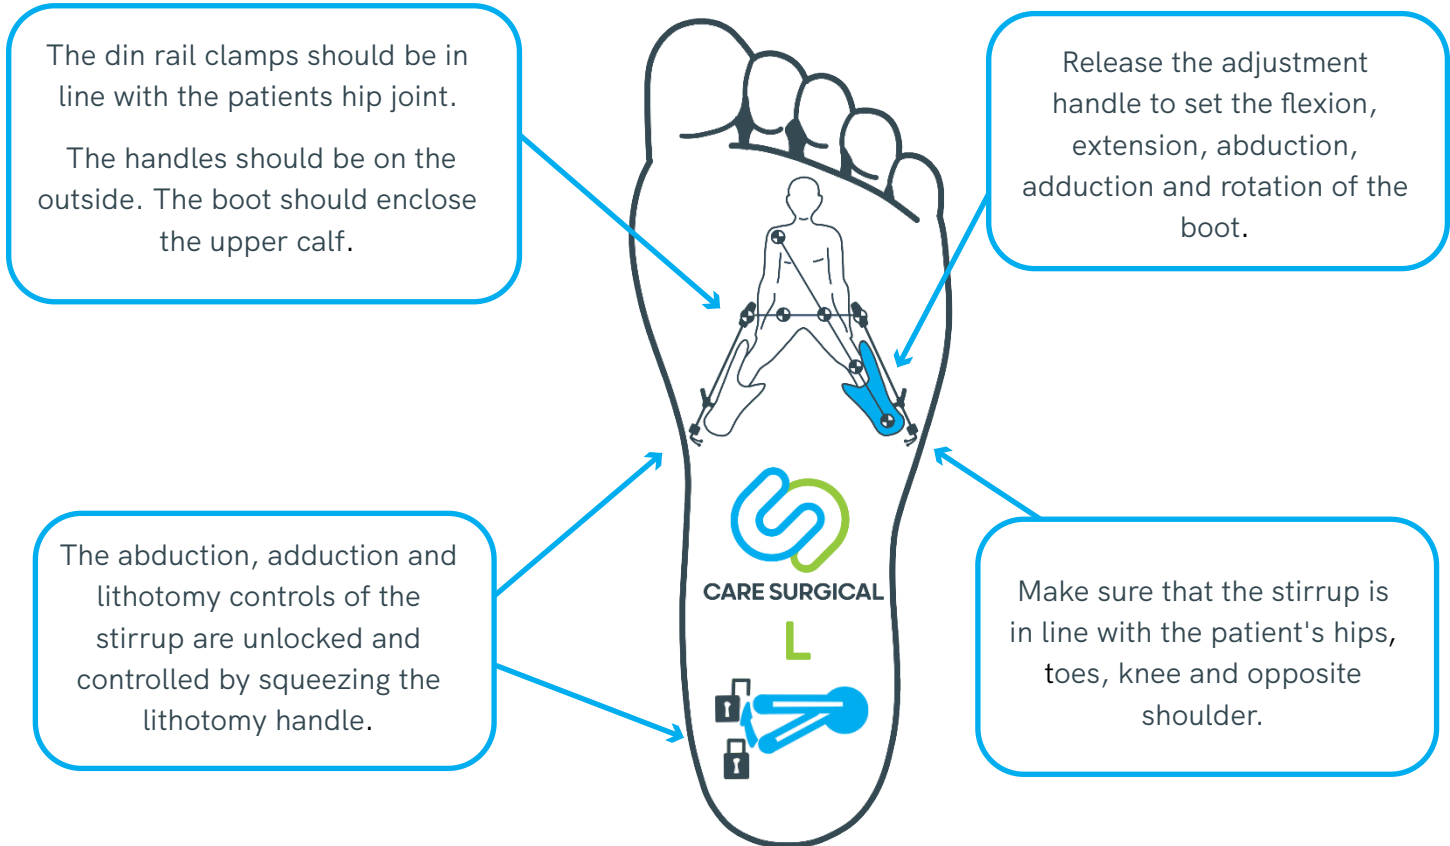 The din rail clamps should be in
line with the patients hip joint.
The handles should be on the
outside. The boot should enclose
the upper calf.
Release the adjustment
handle to set the flexion,
extension, abduction,
adduction and rotation of the
boot.
The abduction, adduction and
lithotomy controls of the
stirrup are unlocked and
controlled by squeezing the
lithotomy handle.
CARE SURGICAL
L
Make sure that the stirrup is
in line with the patient's hips,
toes, knee and opposite
shoulder.